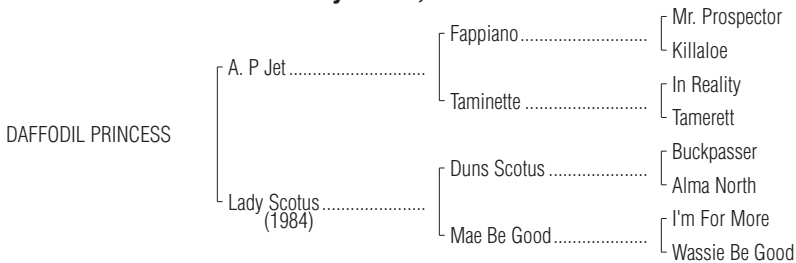 Mr. Prospector
Fappiano
Killaloe
A. P Jet
In Reality
Taminette
Tamerett
DAFFODIL PRINCESS
Buckpasser
Duns Scotus
Alma North
Lady Scotus
(1984)
I'm For More
Mae Be Good
Wassie Be Good